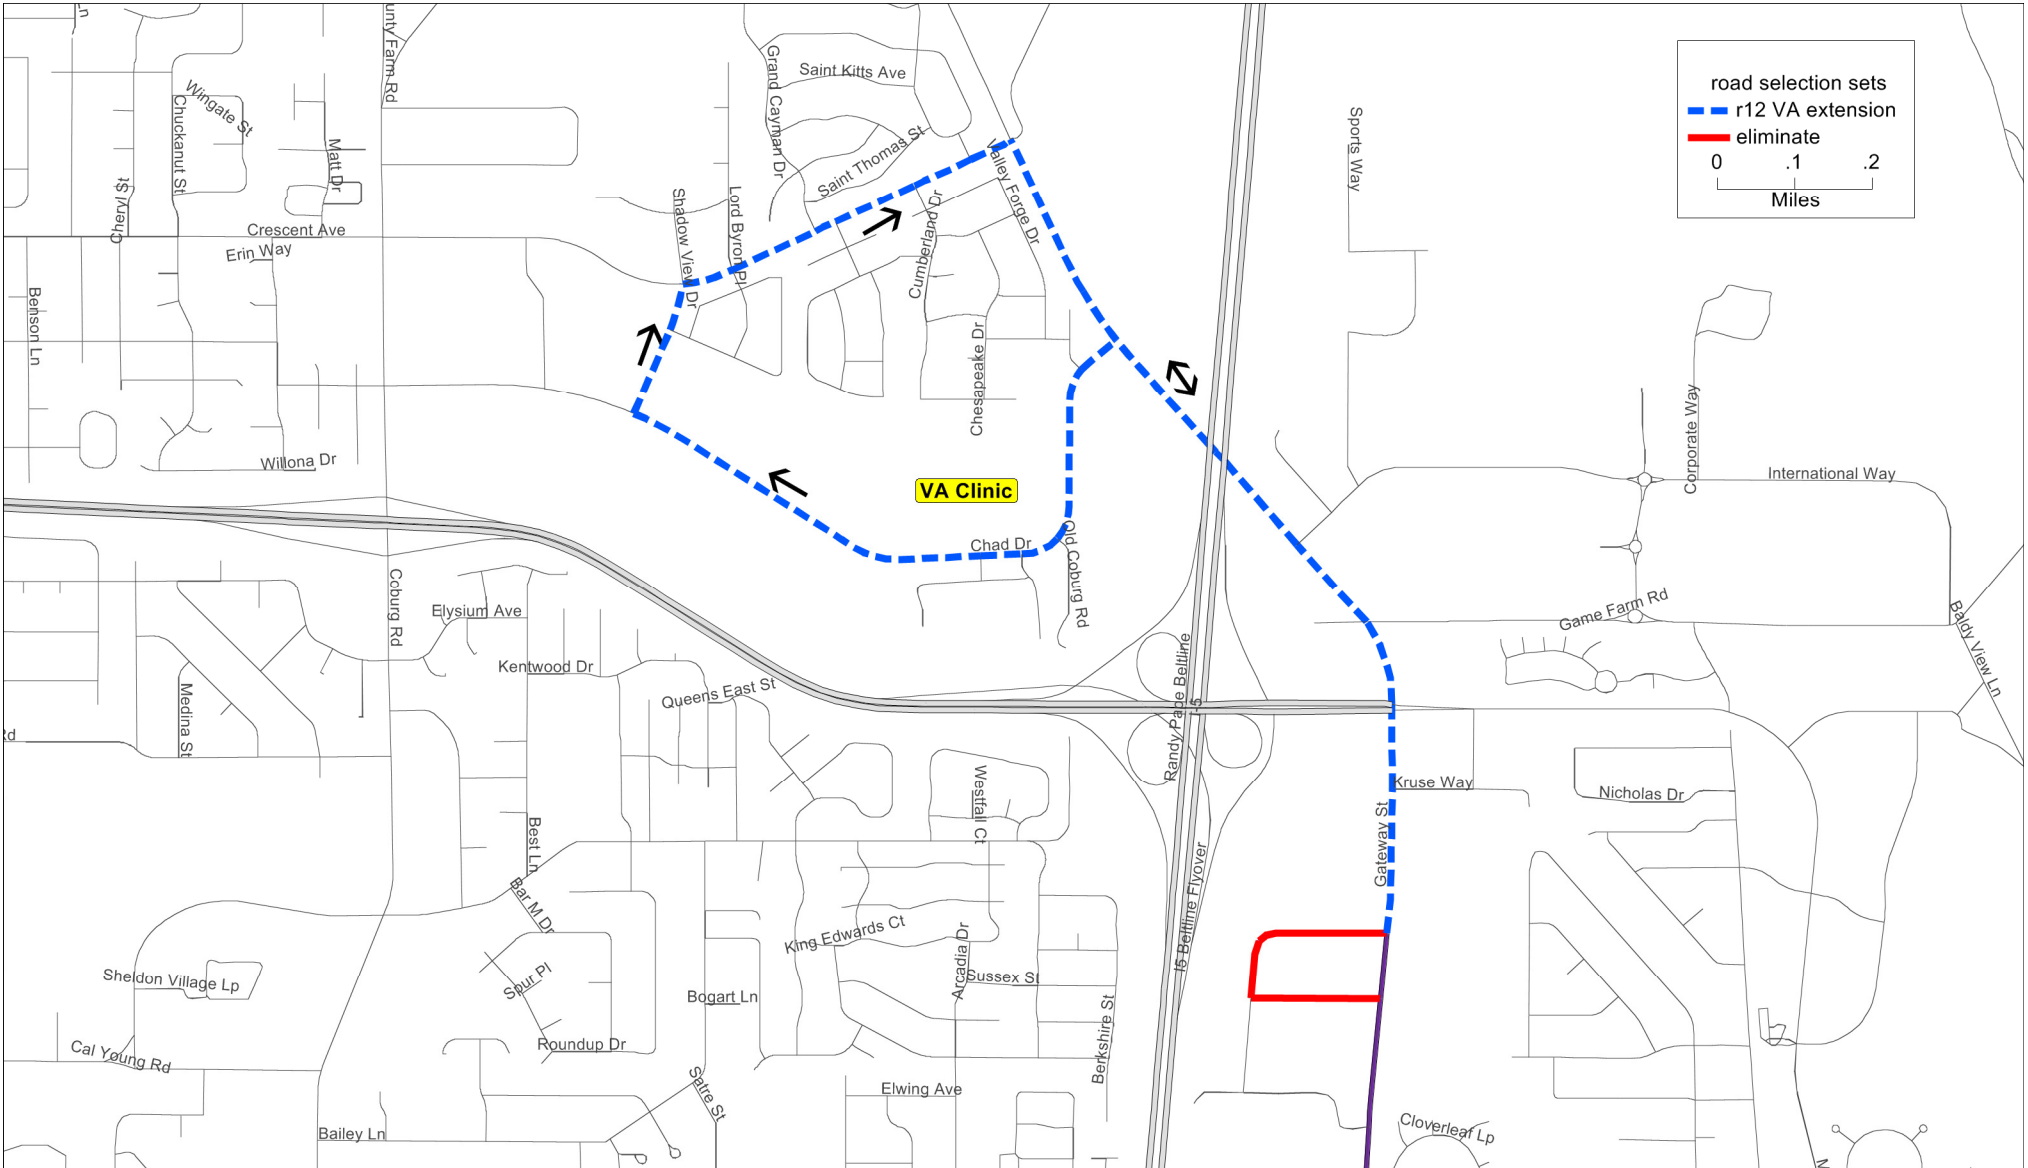 Ln
unty Farm Rd
Grand Cayman Dr
Saint Kitts Ave
road selection sets
r12 VA extension
eliminate
0 .1 .2
Miles
Wingate St
Chuckanut St
Matt Dr
Cheryl St
Saint Thomas St
Valley Forge Dr
Sports Way
Shadow View Dr
Lord Byron Pl
Cumberland Dr
Crescent Ave
Erin Way
Benson Ln
Chesapeake Dr
Corporate Way
International Way
Willona Dr
VA Clinic
Chad Dr
Old Coburg Rd
Coburg Rd
Elysium Ave
Game Farm Rd
Baldy View Ln
Kentwood Dr
Queens East St
Randy Pape Beltline
I-5
Medina St
Rd
Westfall Ct
Kruse Way
Nicholas Dr
Gateway St
Best Ln
Bar M Dr
I5 Beltline Flyover
King Edwards Ct
Arcadia Dr
Sussex St
Sheldon Village Lp
Spur Pl
Bogart Ln
Berkshire St
Cal Young Rd
Roundup Dr
Satre St
Elwing Ave
Bailey Ln
Cloverleaf Lp